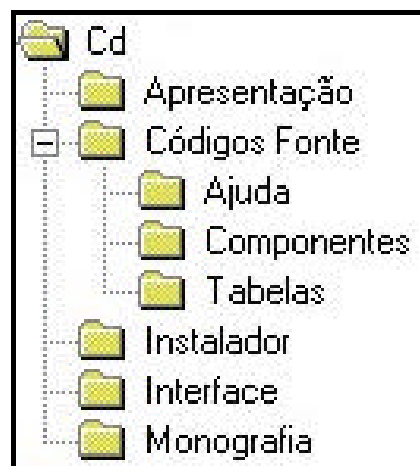 Cd
Apresentação
Códigos Fonte
Ajuda
Componentes
Tabelas
Instalador
Interface
Monografia